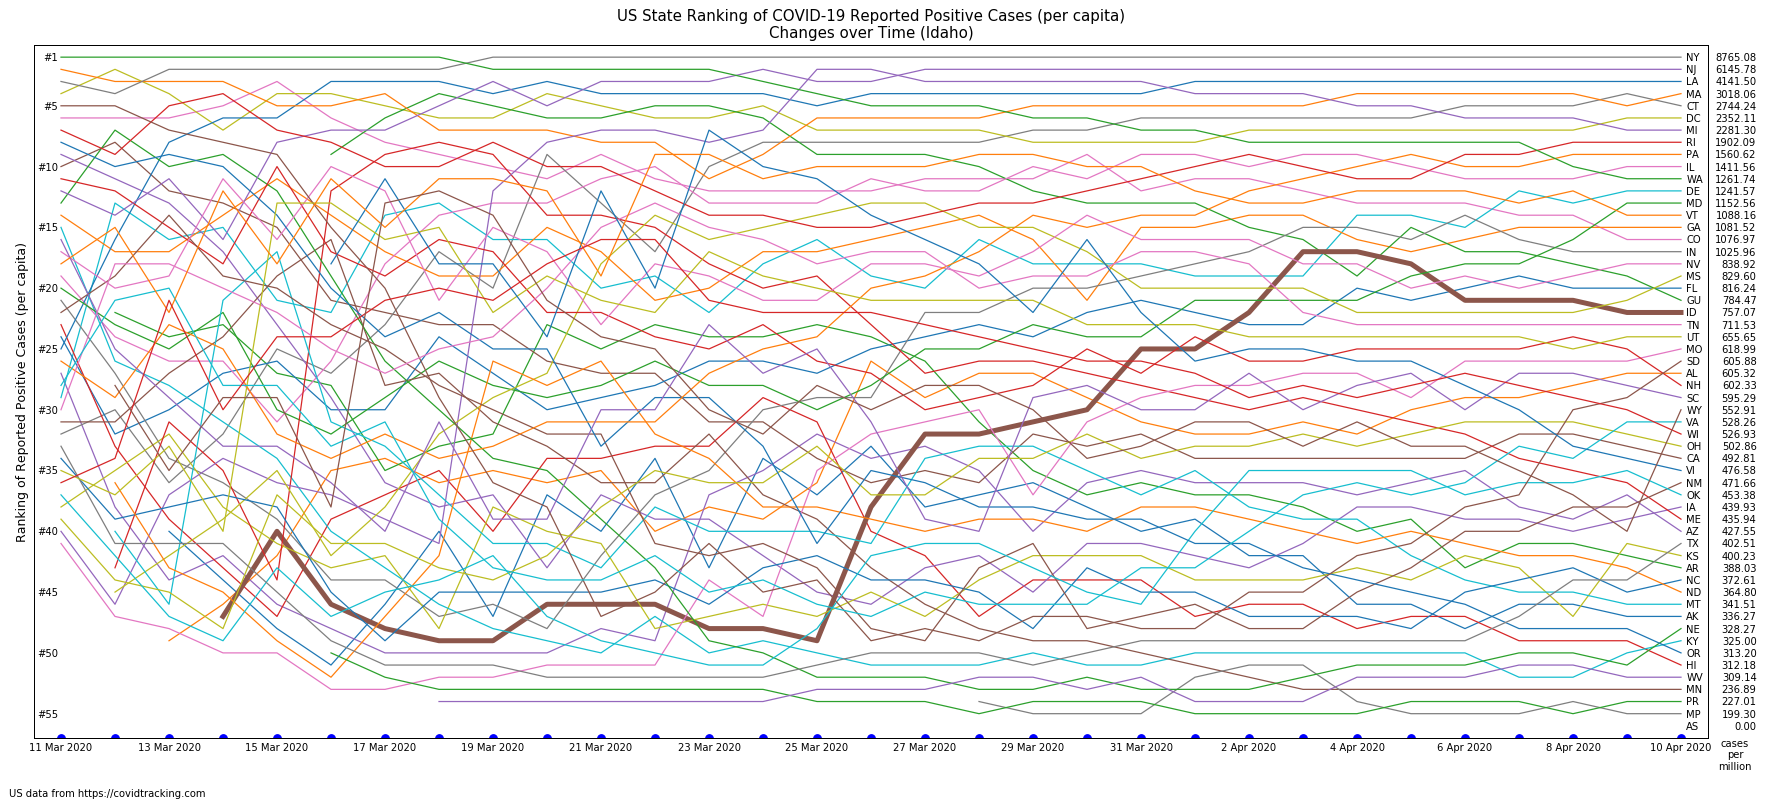 US State Ranking of COVID-19 Reported Positive Cases (per capita)
Changes over Time (Idaho)
Ranking of Reported Positive Cases (per capita)
#1
#5
#10
#15
#20
#25
#30
#35
#40
#45
#50
#55
NY 8765.08
NJ 6145.78
LA 4141.50
MA 3018.06
CT 2744.24
DC 2352.11
MI 2281.30
RI 1902.09
PA 1560.62
IL 1411.56
WA 1261.74
DE 1241.57
MD 1152.56
VT 1088.16
GA 1081.52
CO 1076.97
IN 1025.96
NV 838.92
MS 829.60
FL 816.24
GU 784.47
ID 757.07
TN 711.53
UT 655.65
MO 618.99
SD 605.88
AL 605.32
NH 602.33
SC 595.29
WY 552.91
VA 528.26
WI 526.93
OH 502.86
CA 492.81
VI 476.58
NM 471.66
OK 453.38
IA 439.93
ME 435.94
AZ 427.55
TX 402.51
KS 400.23
AR 388.03
NC 372.61
ND 364.80
MT 341.51
AK 336.27
NE 328.27
KY 325.00
OR 313.20
HI 312.18
WV 309.14
MN 236.89
PR 227.01
MP 199.30
AS 0.00
11 Mar 2020 13 Mar 2020 15 Mar 2020 17 Mar 2020 19 Mar 2020 21 Mar 2020 23 Mar 2020 25 Mar 2020 27 Mar 2020 29 Mar 2020 31 Mar 2020 2 Apr 2020 4 Apr 2020 6 Apr 2020 8 Apr 2020 10 Apr 2020
cases
per
million
US data from https://covidtracking.com